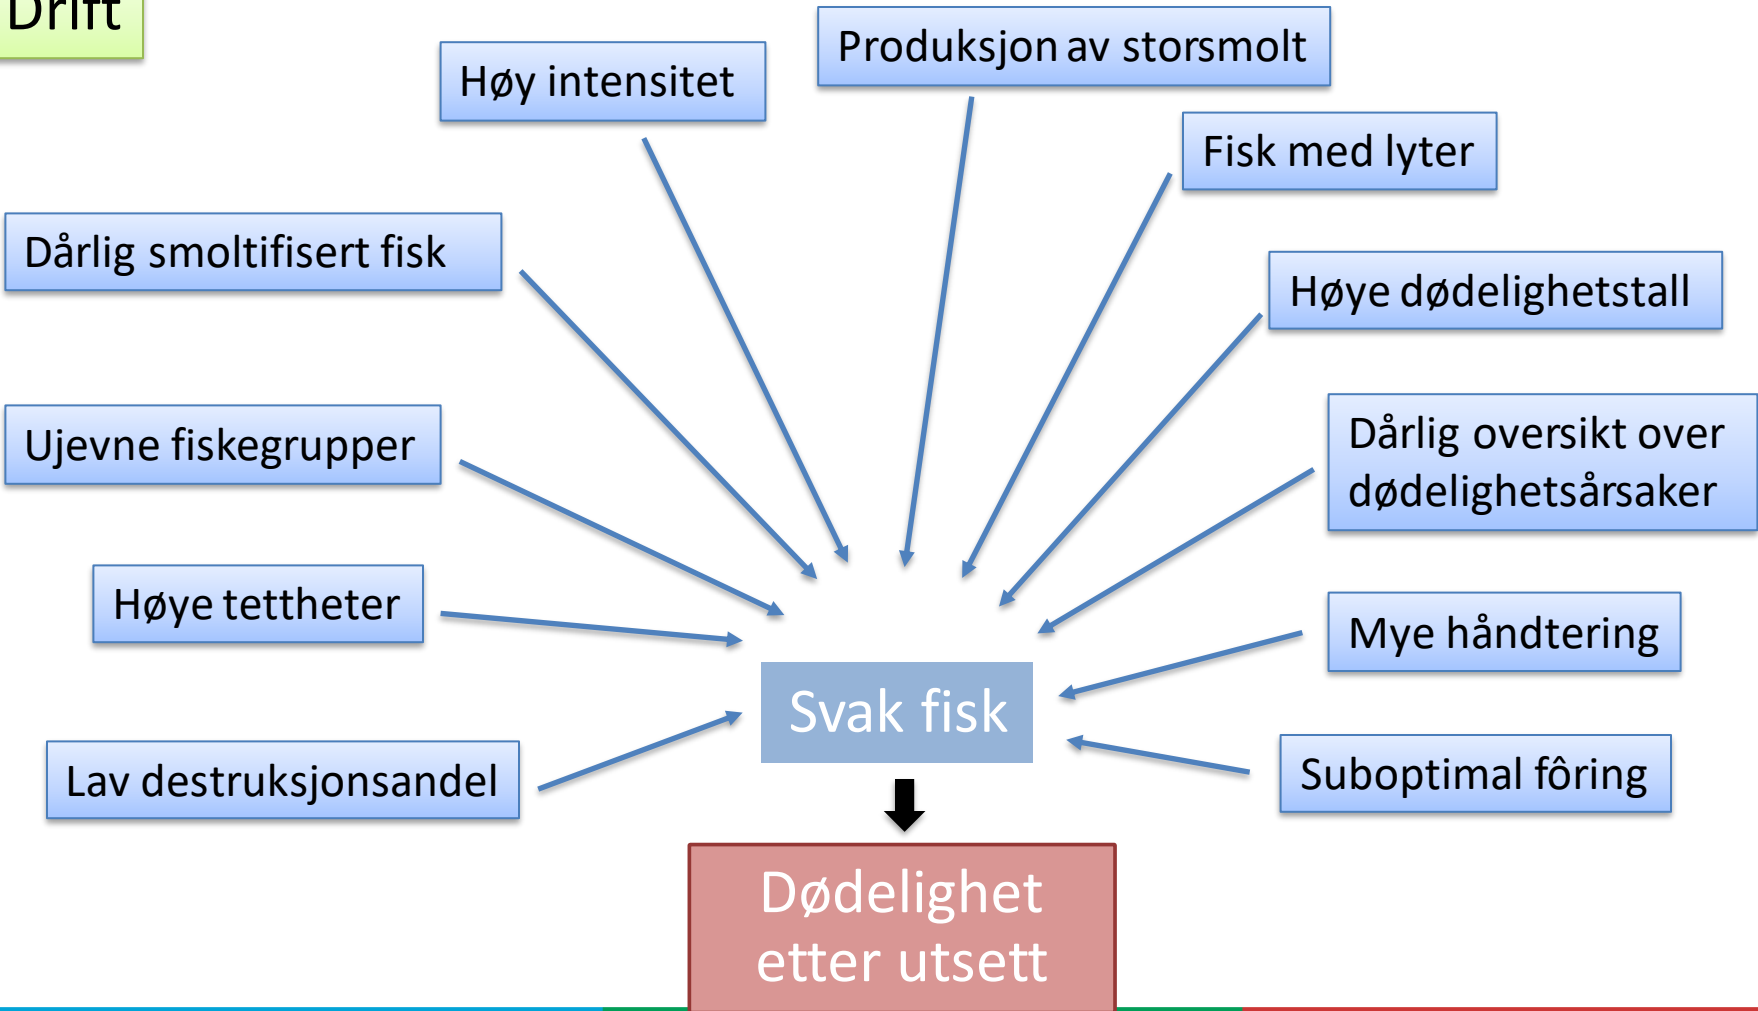 Drift
Produksjon av storsmolt
Høy intensitet
Fisk med lyter
Dårlig smoltifisert fisk
Høye dødelighetstall
Ujevne fiskegrupper
Dårlig oversikt over
dødelighetsårsaker
Høye tettheter
Mye håndtering
Svak fisk
Lav destruksjonsandel
Suboptimal fôring
Dødelighet
etter utsett